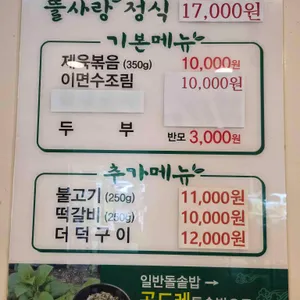 뜰사랑 정식 17,000원
기본메뉴
제육볶음 (350g) 10,000원
이면수조림 10,000원
두 부 반모 3,000원
추가메뉴
불고기 (250g) 11,000원
떡갈비 (250g) 10,000원
더덕구이 12,000원
일반돌솥밥 →